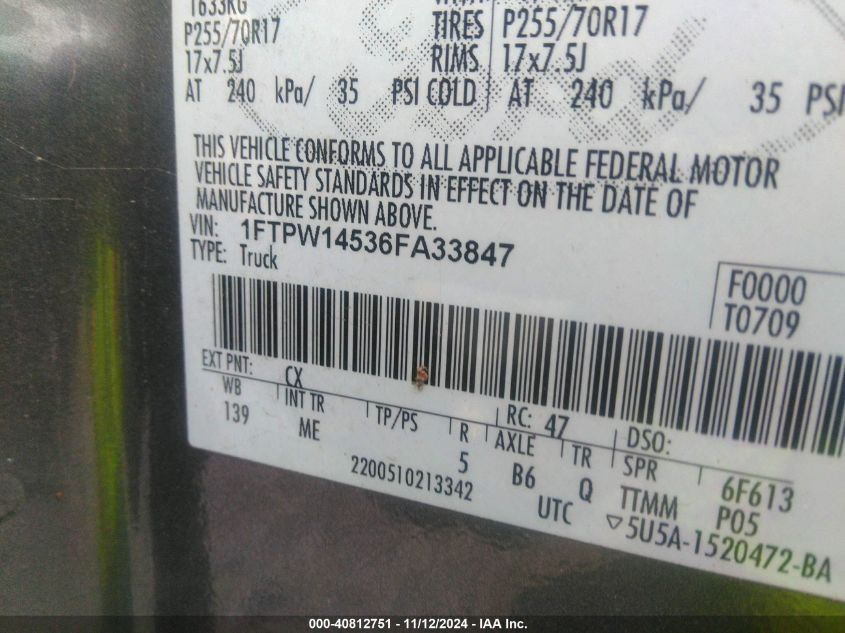 1633KG
P255/70R17 TIRES P255/70R17
17x7.5J RIMS 17x7.5J
AT 240 kPa/ 35 PSI COLD AT 240 kPa/ 35 PSI
THIS VEHICLE CONFORMS TO ALL APPLICABLE FEDERAL MOTOR
VEHICLE SAFETY STANDARDS IN EFFECT ON THE DATE OF
MANUFACTURE SHOWN ABOVE.
VIN: 1FTPW14536FA33847
TYPE: Truck
F0000
T0709
EXT PNT: CX RC: 47 DSO:
WB INT TR TP/PS R AXLE TR SPR 6F613
139 ME 5 B6 Q TTMM P05
2200510213342 UTC ▽5U5A-1520472-BA
000-40812751 - 11/12/2024 - IAA Inc.